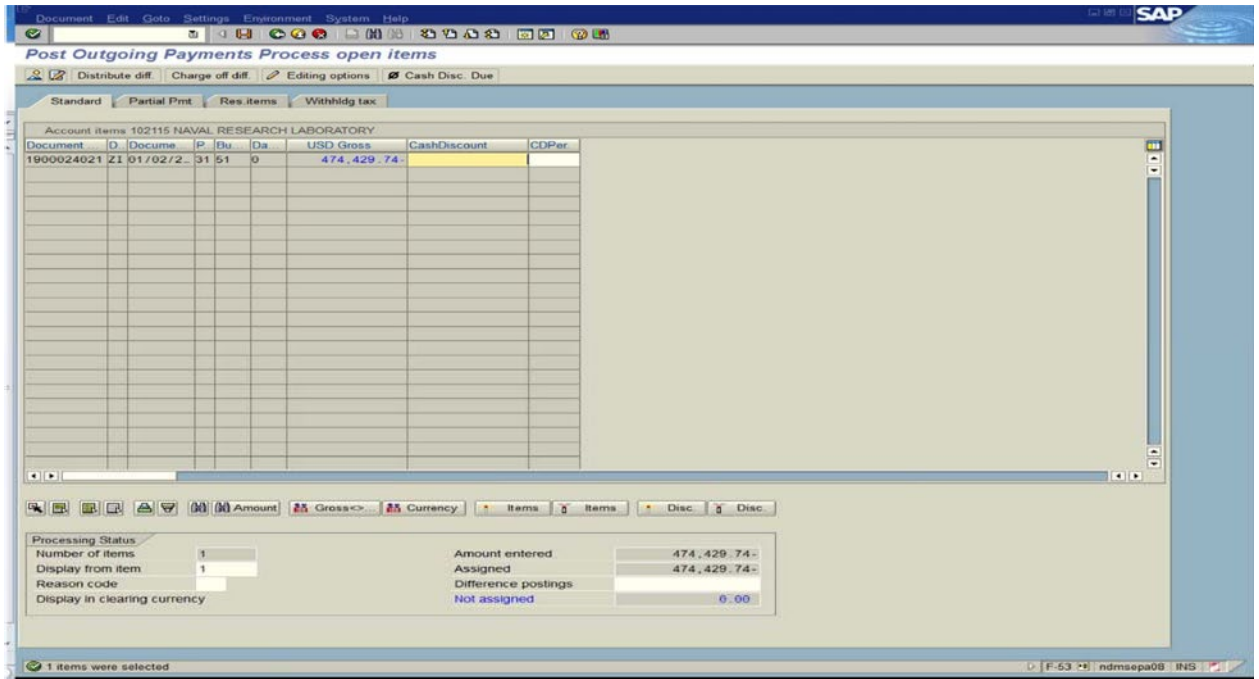 Document Edit Goto Settings Environment System Help
SAP
Post Outgoing Payments Process open items
Distribute diff. Charge off diff. Editing options Cash Disc. Due
Standard Partial Pmt Res.items Withhldg tax
Account items 102115 NAVAL RESEARCH LABORATORY
Document ... D.. Docume... P.. Bu... Da... USD Gross CashDiscount CDPer.
1900024021 ZI 01/02/2… 31 51 0 474,429.74-
Amount Gross<>... Currency Items Items Disc. Disc.
Processing Status
Number of items 1 Amount entered 474,429.74-
Display from item 1 Assigned 474,429.74-
Reason code Difference postings
Display in clearing currency Not assigned 0.00
1 items were selected F-53 ndmsepa08 INS